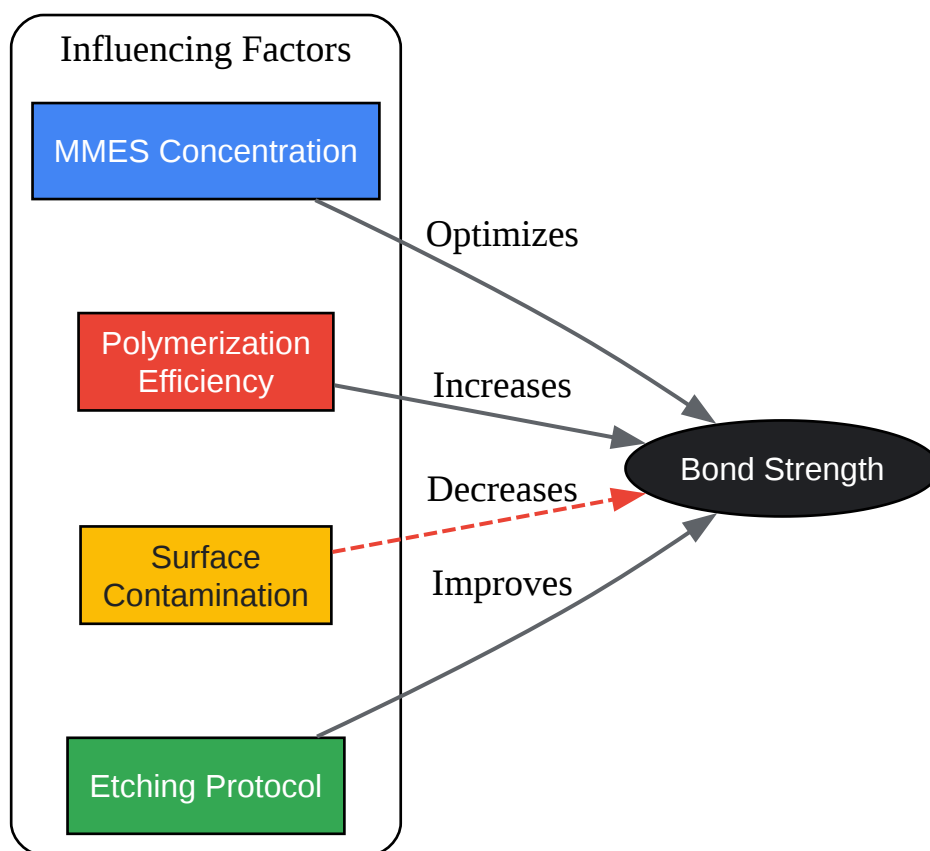 Influencing Factors
MMES Concentration
Optimizes
Polymerization
Efficiency
Increases
Bond Strength
Decreases
Surface
Contamination
Improves
Etching Protocol